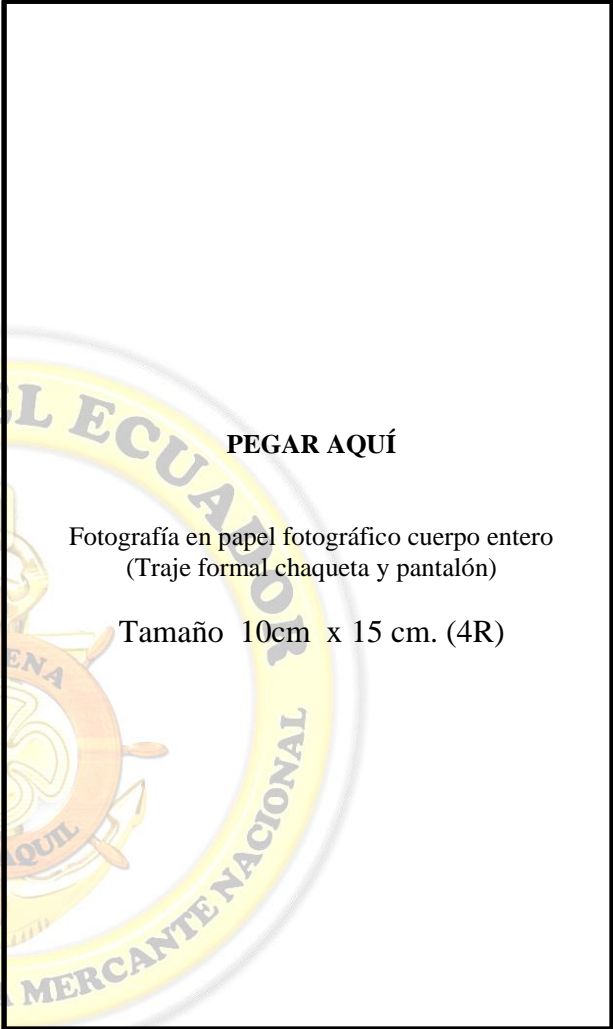 EL ECUADOR
PEGAR AQUÍ
Fotografía en papel fotográfico cuerpo entero
(Traje formal chaqueta y pantalón)
Tamaño 10cm x 15 cm. (4R)
MERCANTE NACIONAL